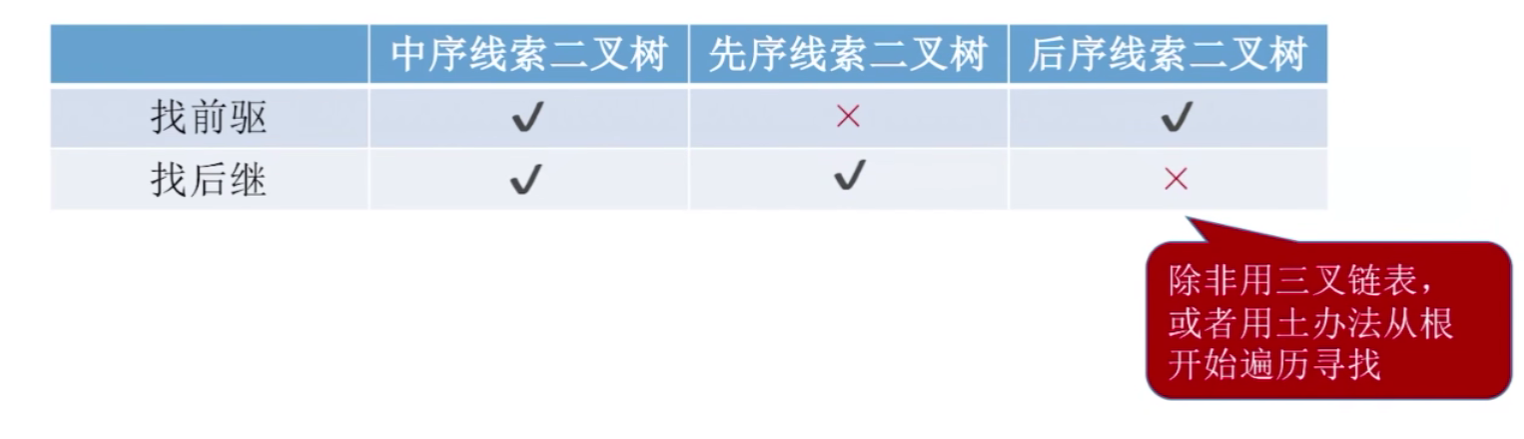 中序线索二叉树 先序线索二叉树 后序线索二叉树
找前驱 ✓ × ✓
找后继 ✓ ✓ ×
除非用三叉链表，
或者用土办法从根
开始遍历寻找